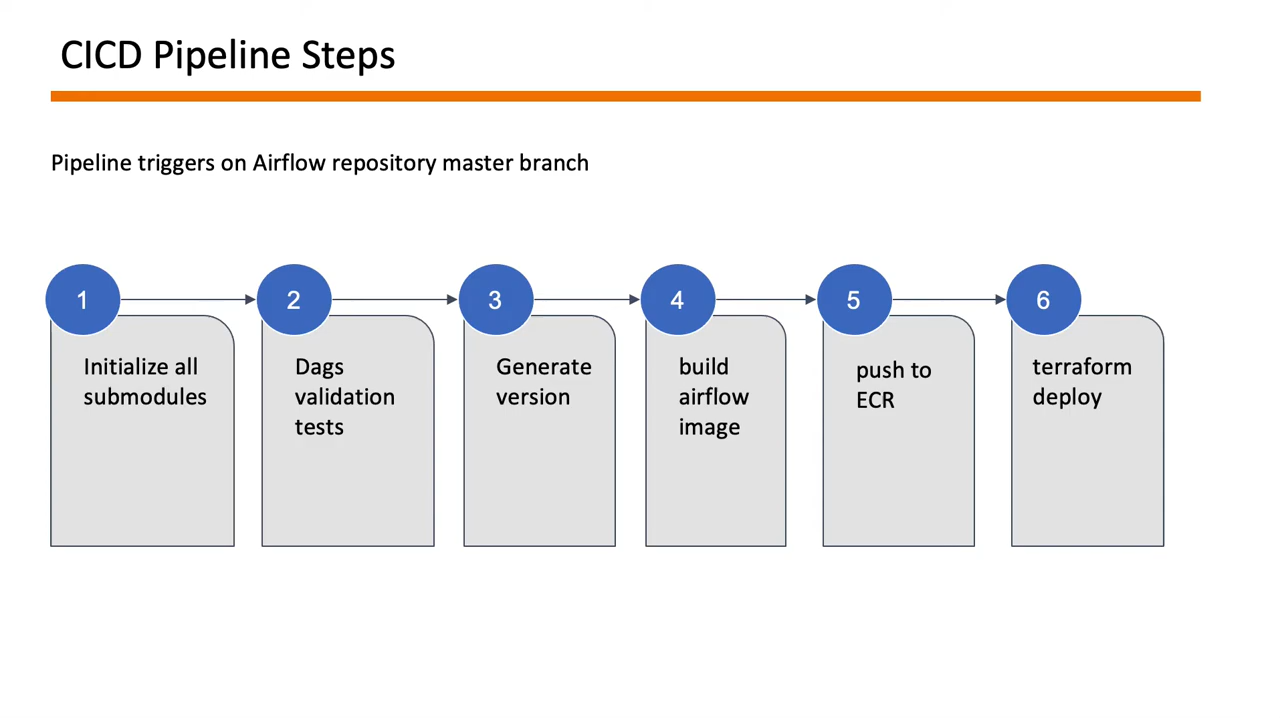 CICD Pipeline Steps
Pipeline triggers on Airflow repository master branch
1
Initialize all
submodules
2
Dags
validation
tests
3
Generate
version
4
build
airflow
image
5
push to
ECR
6
terraform
deploy